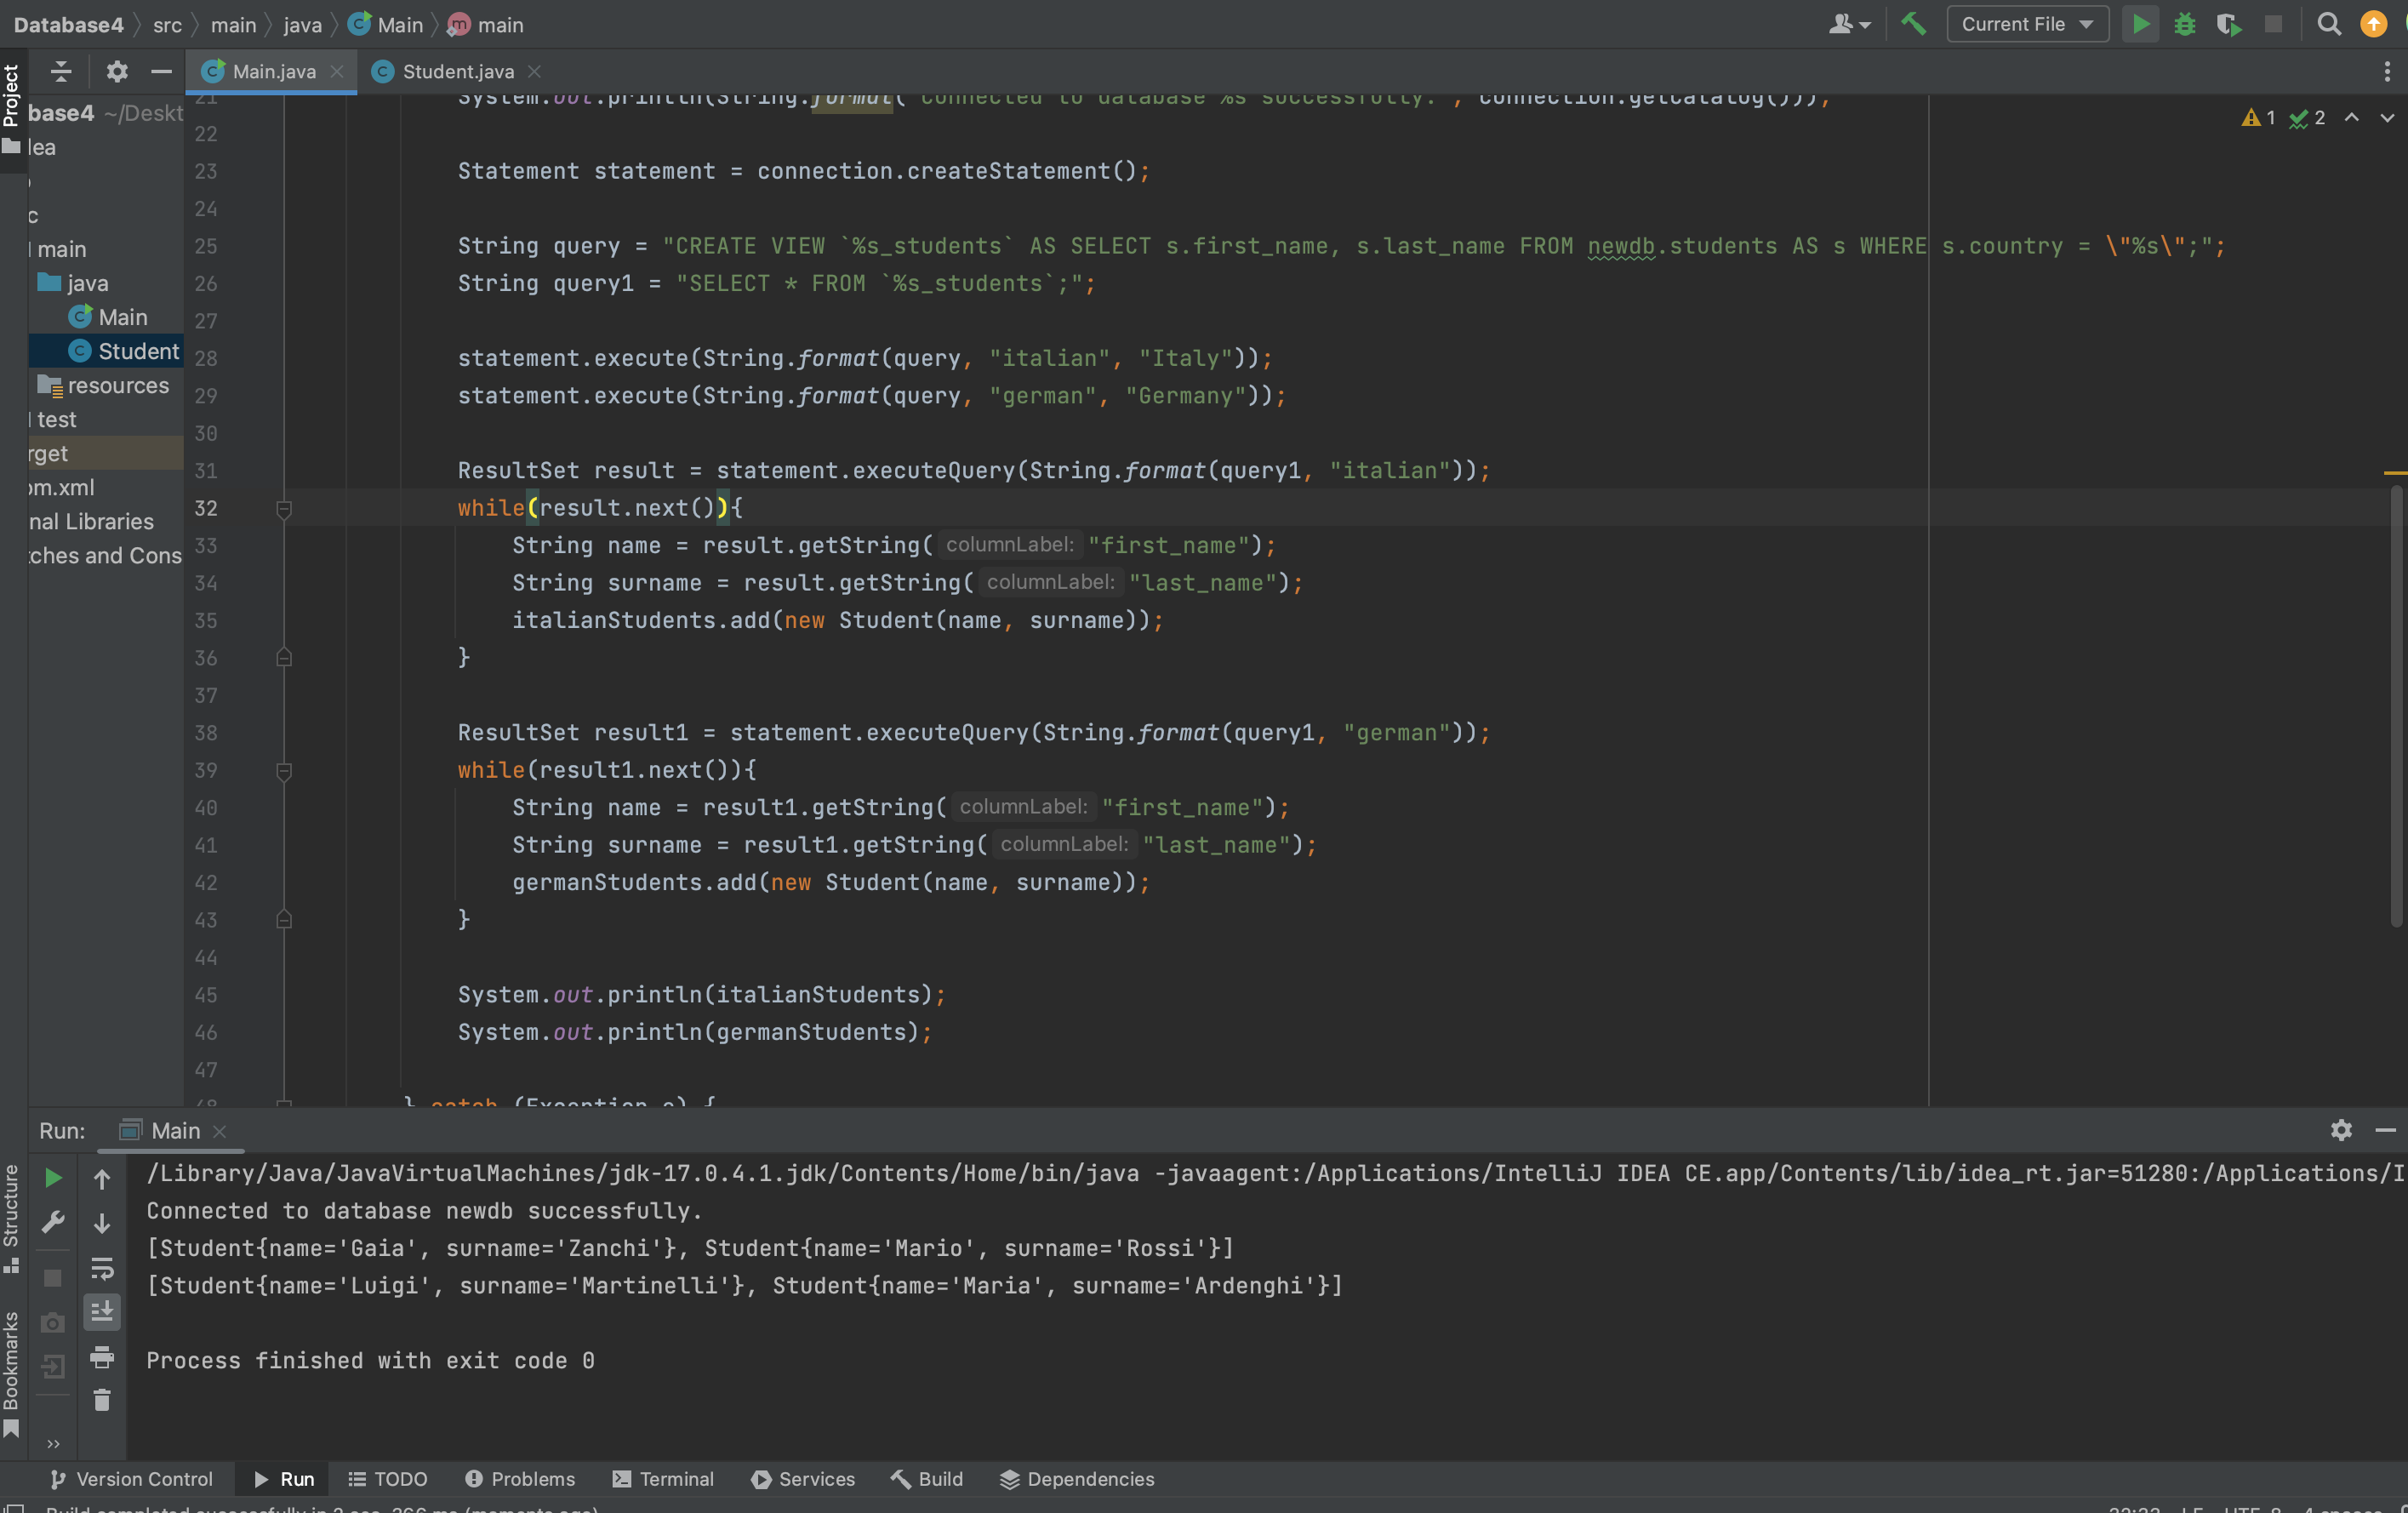 Database4 src main java Main main
Current File
Project
Main.java Student.java
base4 ~/Deskt
main
java
Main
Student
resources
test
nal Libraries
21 System.out.println(String.format("Connected to database %s successfully.", connection.getCatalog()));
22
23 Statement statement = connection.createStatement();
24
25 String query = "CREATE VIEW `%s_students` AS SELECT s.first_name, s.last_name FROM newdb.students AS s WHERE s.country = \"%s\";";
26 String query1 = "SELECT * FROM `%s_students`;";
27
28 statement.execute(String.format(query, "italian", "Italy"));
29 statement.execute(String.format(query, "german", "Germany"));
30
31 ResultSet result = statement.executeQuery(String.format(query1, "italian"));
32 while(result.next()){
33 String name = result.getString( columnLabel: "first_name");
34 String surname = result.getString( columnLabel: "last_name");
35 italianStudents.add(new Student(name, surname));
36 }
37
38 ResultSet result1 = statement.executeQuery(String.format(query1, "german"));
39 while(result1.next()){
40 String name = result1.getString( columnLabel: "first_name");
41 String surname = result1.getString( columnLabel: "last_name");
42 germanStudents.add(new Student(name, surname));
43 }
44
45 System.out.println(italianStudents);
46 System.out.println(germanStudents);
47
48 } catch (Exception e) {
1 2
Run: Main
Structure
Bookmarks
/Library/Java/JavaVirtualMachines/jdk-17.0.4.1.jdk/Contents/Home/bin/java -javaagent:/Applications/IntelliJ IDEA CE.app/Contents/lib/idea_rt.jar=51280:/Applications/I
Connected to database newdb successfully.
[Student{name='Gaia', surname='Zanchi'}, Student{name='Mario', surname='Rossi'}]
[Student{name='Luigi', surname='Martinelli'}, Student{name='Maria', surname='Ardenghi'}]
Process finished with exit code 0
Version Control Run TODO Problems Terminal Services Build Dependencies